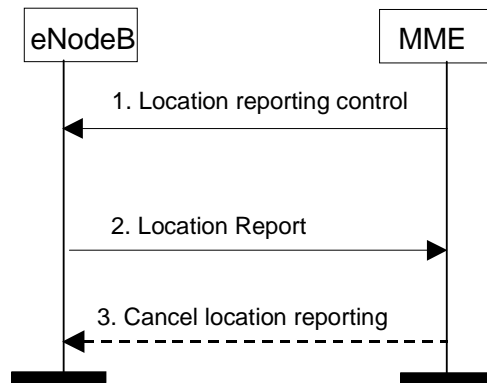 eNodeB
MME
1. Location reporting control
2. Location Report
3. Cancel location reporting